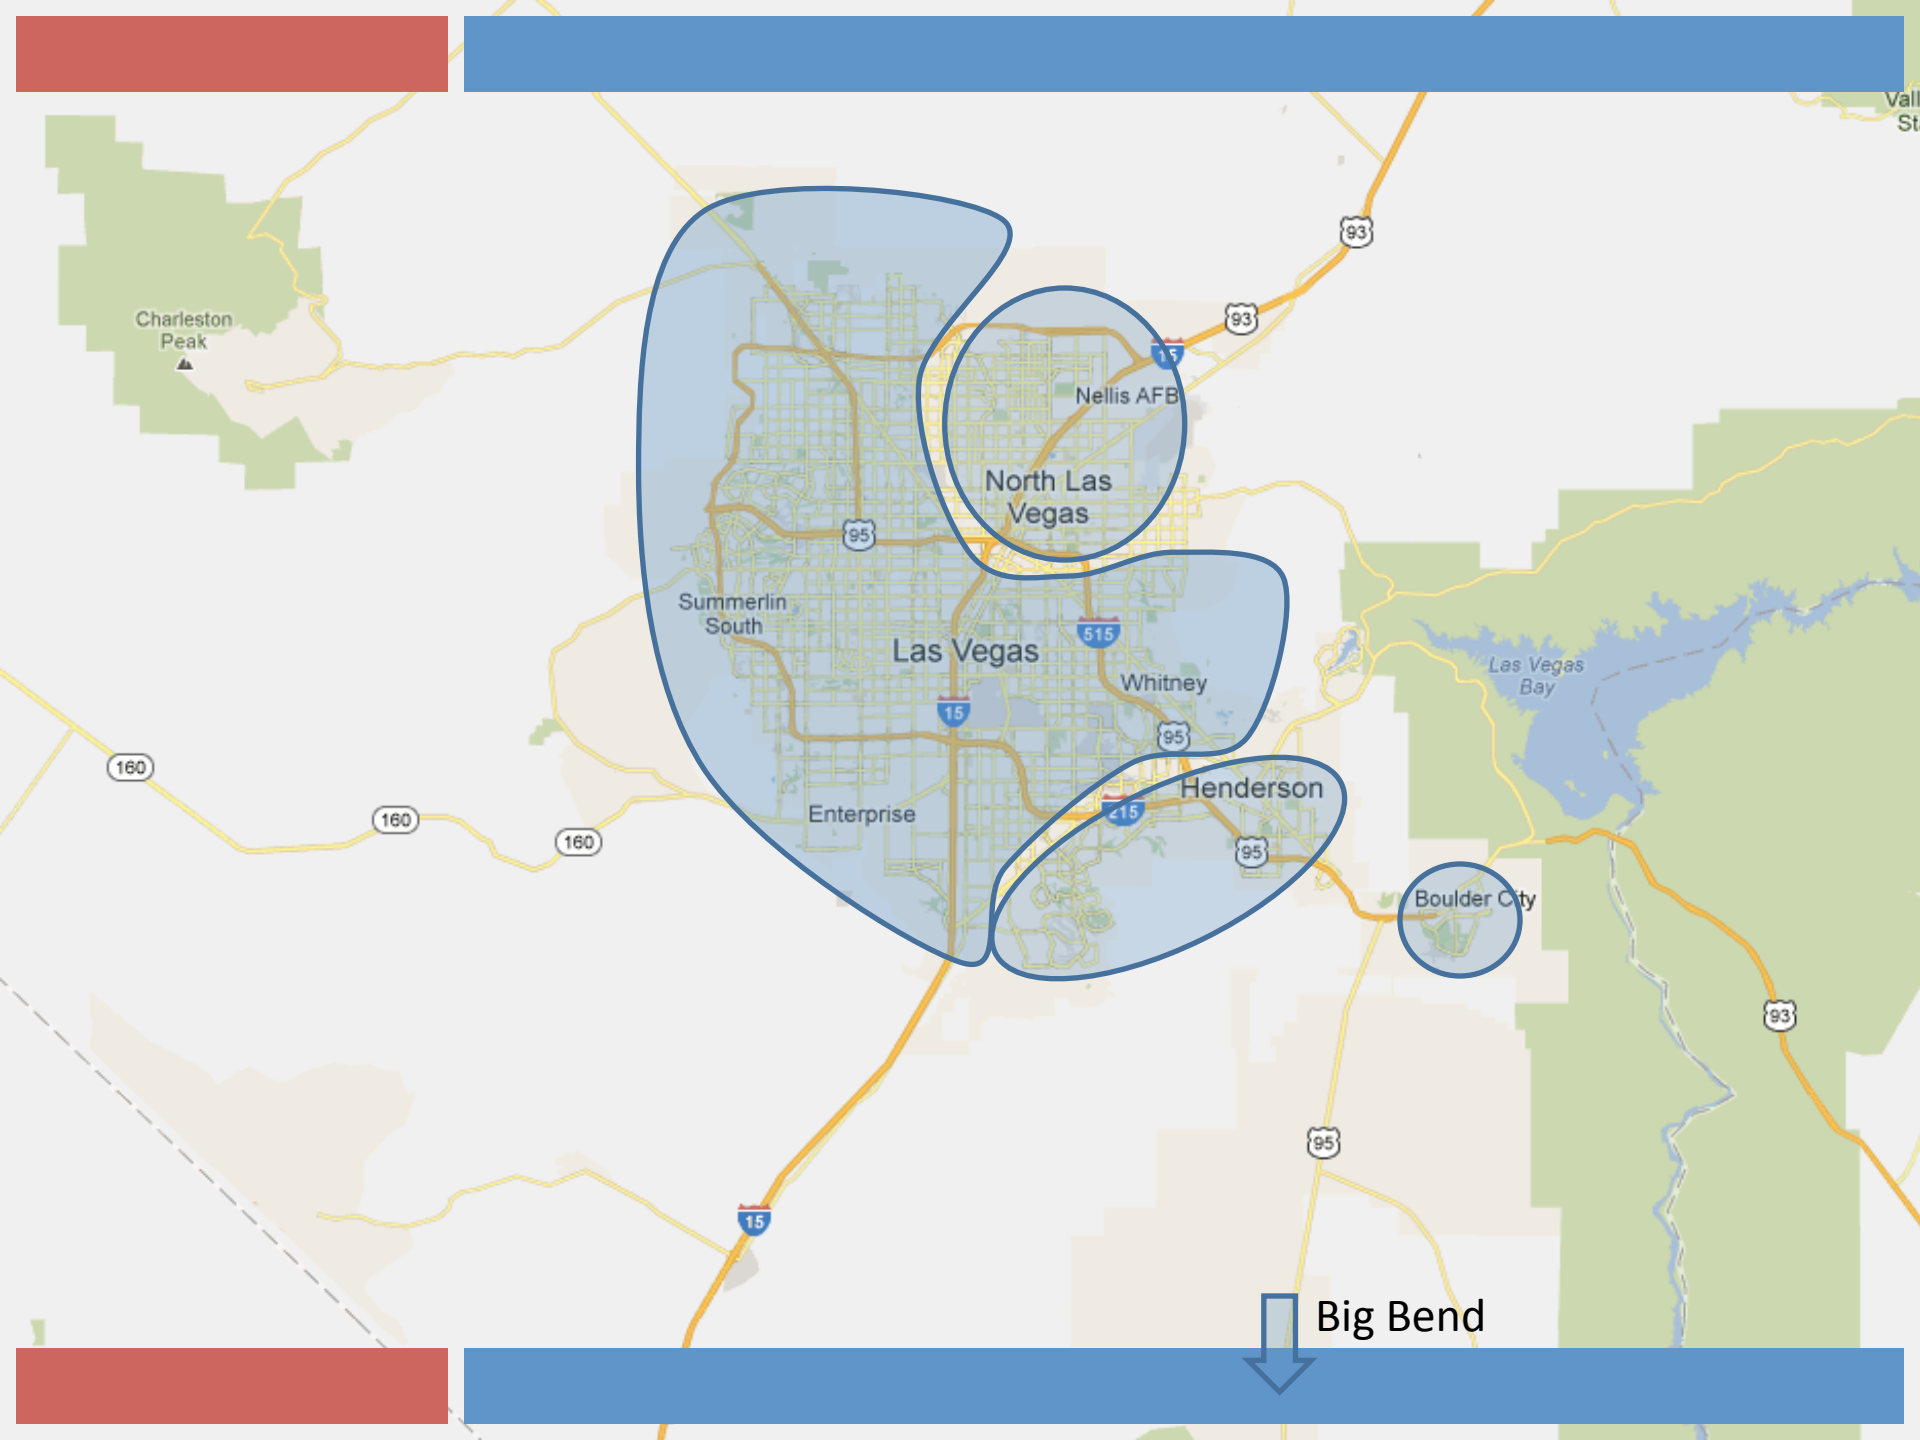 Vall
St
93
93
Charleston
Peak
15
Nellis AFB
North Las
Vegas
95
Summerlin
South
515
Las Vegas
Las Vegas
Bay
Whitney
15
95
160
Henderson
215
Enterprise
160
160
95
Boulder City
93
95
15
Big Bend